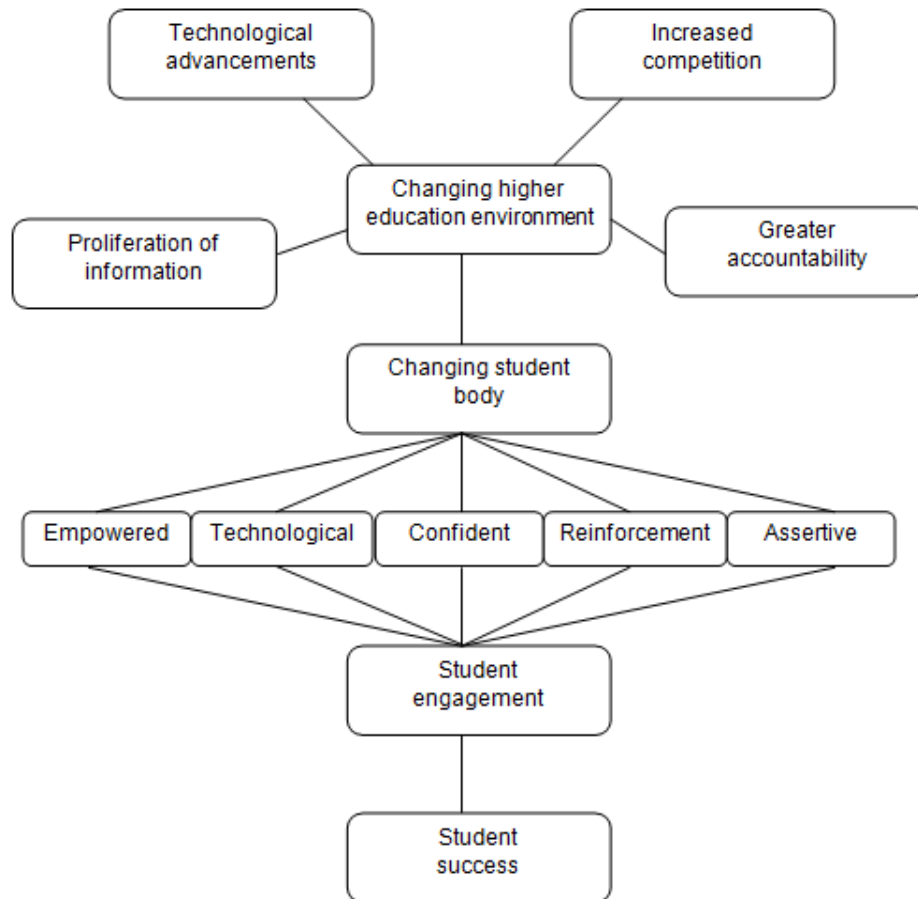 Technological
advancements
Increased
competition
Changing higher
education environment
Proliferation of
information
Greater
accountability
Changing student
body
Empowered
Technological
Confident
Reinforcement
Assertive
Student
engagement
Student
success